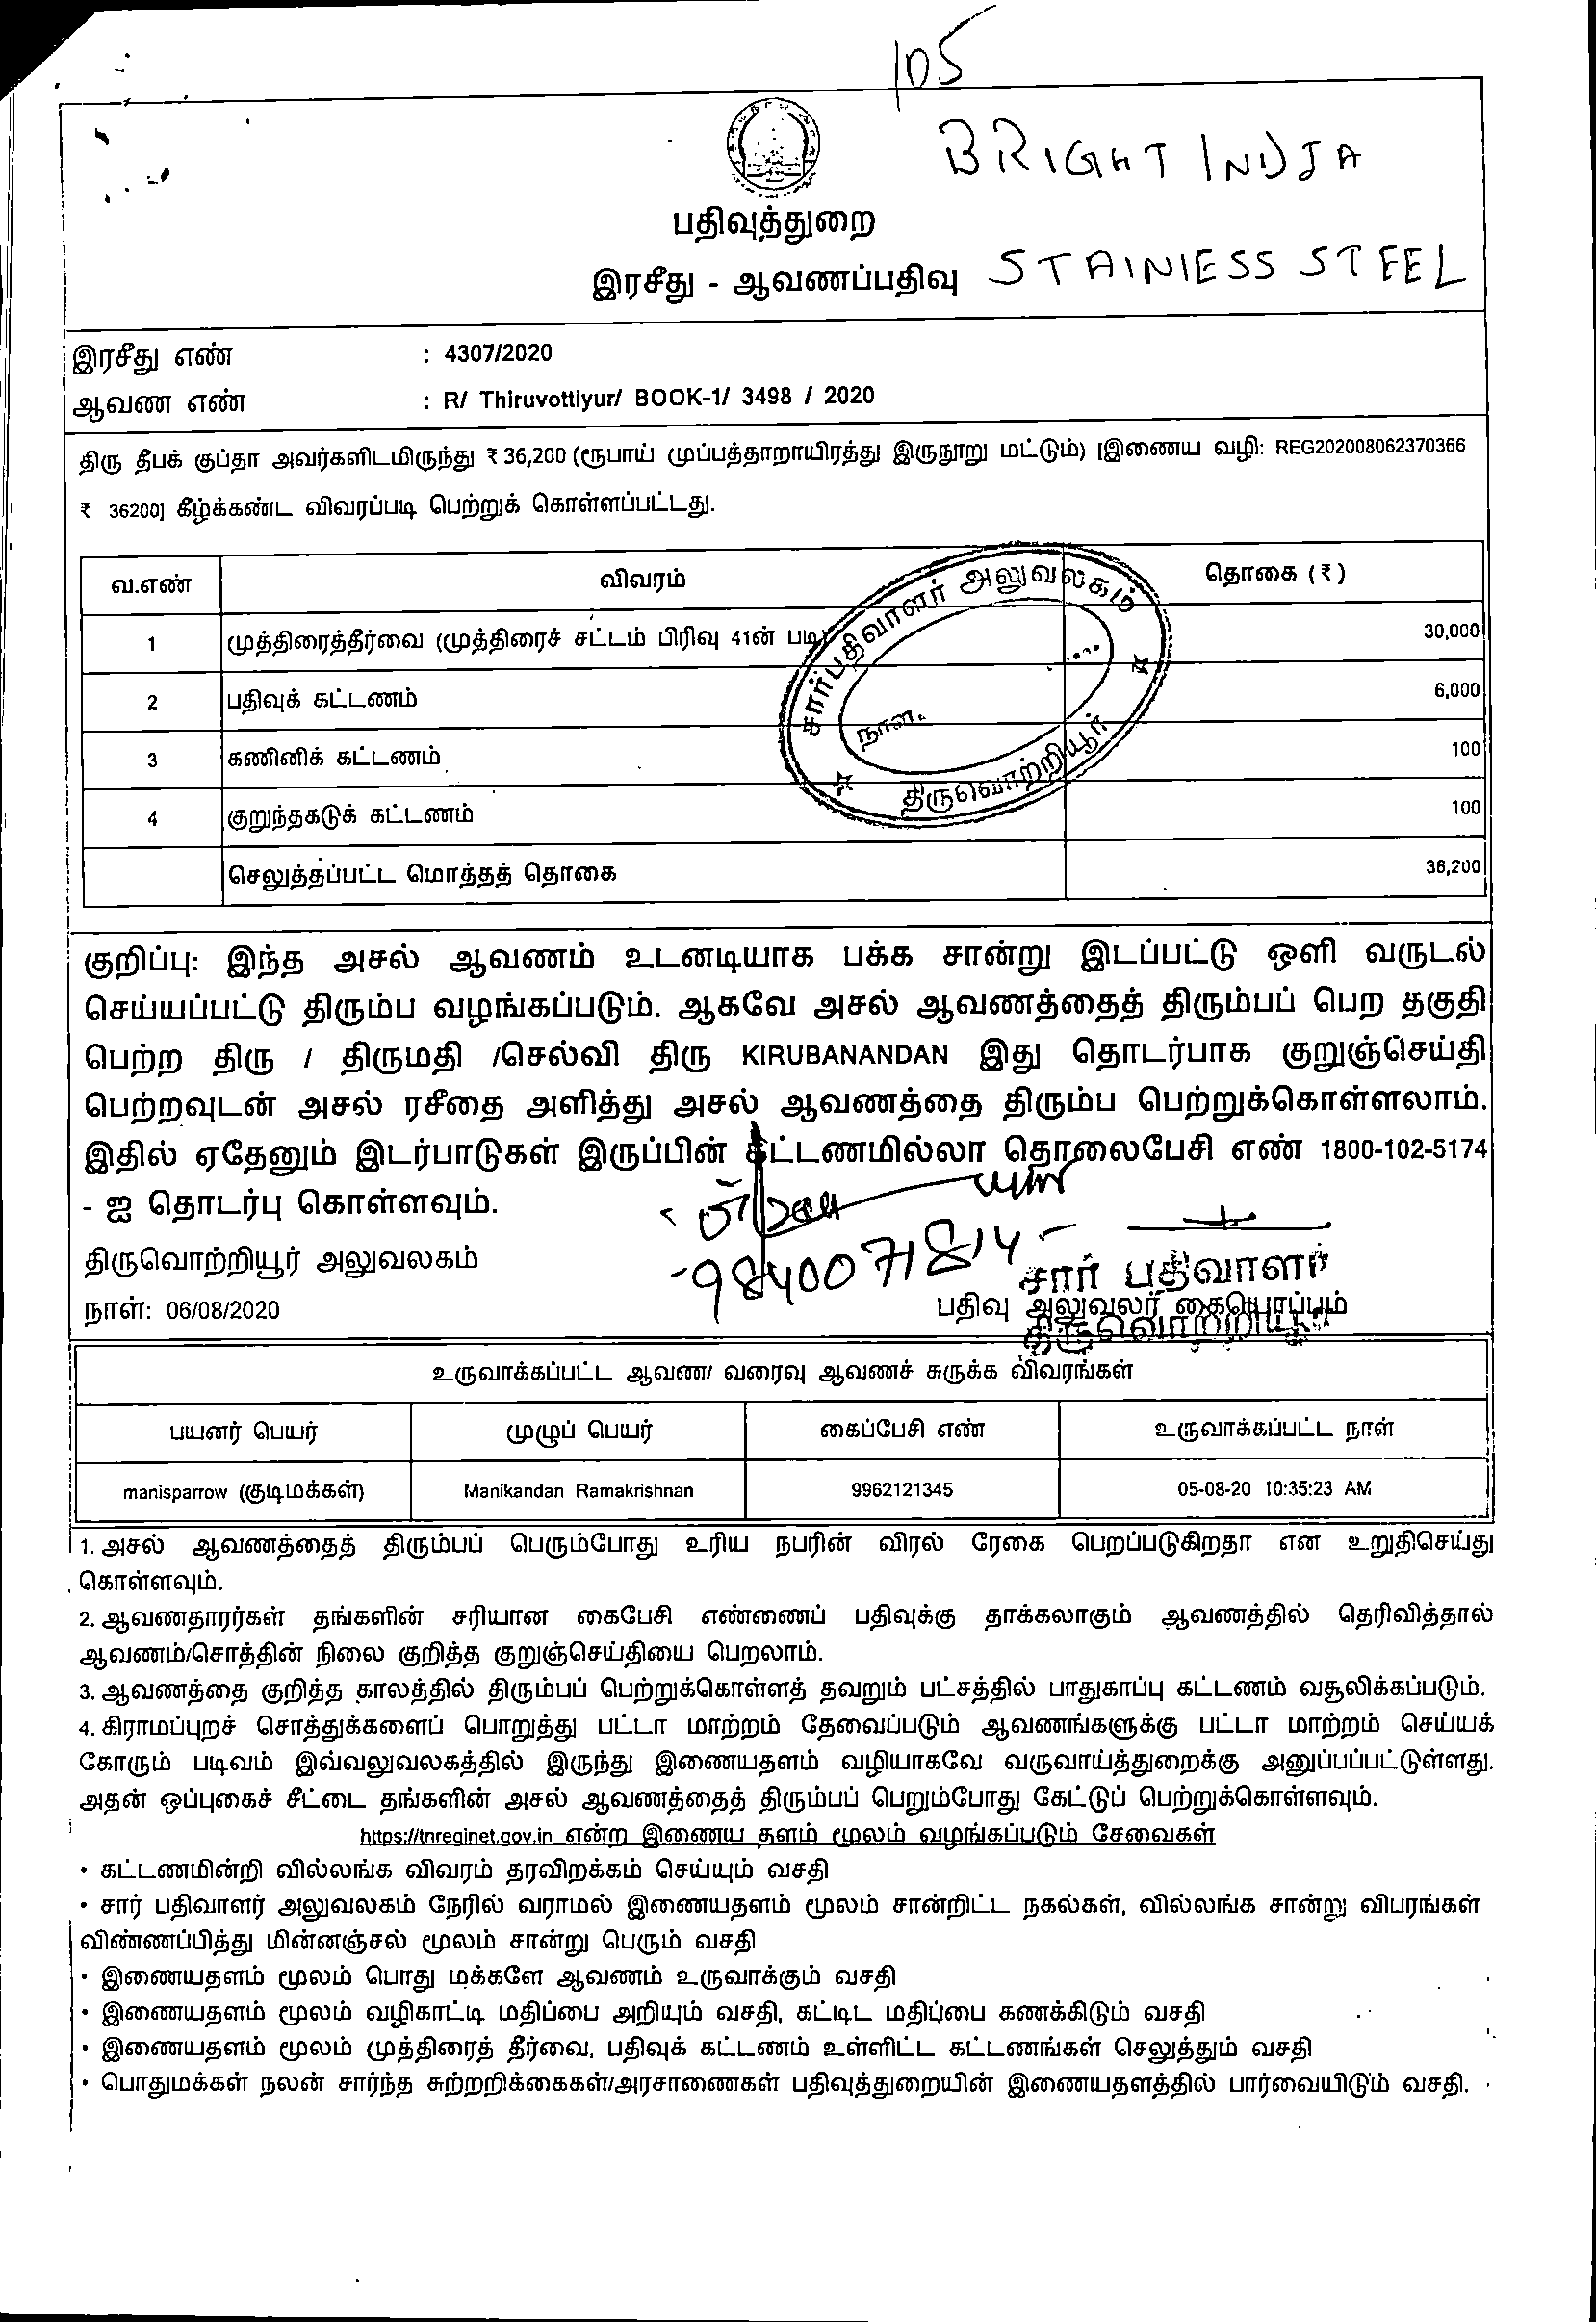 105
BRIGHT INDIA
பதிவுத்துறை
இரசீது - ஆவணப்பதிவு
STAINlESS STEEL
இரசீது எண் : 4307/2020
ஆவண எண் : R/ Thiruvottiyur/ BOOK-1/ 3498 / 2020
திரு தீபக் குப்தா அவர்களிடமிருந்து ₹ 36,200 (ரூபாய் முப்பத்தாறாயிரத்து இருநூறு மட்டும்) [இணைய வழி: REG202008062370366
₹ 36200] கீழ்க்கண்ட விவரப்படி பெற்றுக் கொள்ளப்பட்டது.
வ.எண் விவரம் தொகை (₹)
1 முத்திரைத்தீர்வை (முத்திரைச் சட்டம் பிரிவு 41ன் படி) 30,000
2 பதிவுக் கட்டணம் 6,000
3 கணினிக் கட்டணம் 100
4 குறுந்தகடுக் கட்டணம் 100
செலுத்தப்பட்ட மொத்தத் தொகை 36,200
சார்பதிவாளர் அலுவலகம்
நாள்.
திருவொற்றியூர்
குறிப்பு: இந்த அசல் ஆவணம் உடனடியாக பக்க சான்று இடப்பட்டு ஒளி வருடல்
செய்யப்பட்டு திரும்ப வழங்கப்படும். ஆகவே அசல் ஆவணத்தைத் திரும்பப் பெற தகுதி
பெற்ற திரு / திருமதி /செல்வி திரு KIRUBANANDAN இது தொடர்பாக குறுஞ்செய்தி
பெற்றவுடன் அசல் ரசீதை அளித்து அசல் ஆவணத்தை திரும்ப பெற்றுக்கொள்ளலாம்.
இதில் ஏதேனும் இடர்பாடுகள் இருப்பின் கட்டணமில்லா தொலைபேசி எண் 1800-102-5174
- ஐ தொடர்பு கொள்ளவும்.
திருவொற்றியூர் அலுவலகம்
9840071814
சார் பதிவாளர்
நாள்: 06/08/2020
பதிவு அலுவலர் கையொப்பம்
திருவொற்றியூர்
உருவாக்கப்பட்ட ஆவண/ வரைவு ஆவணச் சுருக்க விவரங்கள்
பயனர் பெயர் முழுப் பெயர் கைப்பேசி எண் உருவாக்கப்பட்ட நாள்
manisparrow (குடிமக்கள்) Manikandan Ramakrishnan 9962121345 05-08-20 10:35:23 AM
1. அசல் ஆவணத்தைத் திரும்பப் பெரும்போது உரிய நபரின் விரல் ரேகை பெறப்படுகிறதா என உறுதிசெய்து
கொள்ளவும்.
2. ஆவணதாரர்கள் தங்களின் சரியான கைபேசி எண்ணைப் பதிவுக்கு தாக்கலாகும் ஆவணத்தில் தெரிவித்தால்
ஆவணம்/சொத்தின் நிலை குறித்த குறுஞ்செய்தியை பெறலாம்.
3. ஆவணத்தை குறித்த காலத்தில் திரும்பப் பெற்றுக்கொள்ளத் தவறும் பட்சத்தில் பாதுகாப்பு கட்டணம் வசூலிக்கப்படும்.
4. கிராமப்புறச் சொத்துக்களைப் பொறுத்து பட்டா மாற்றம் தேவைப்படும் ஆவணங்களுக்கு பட்டா மாற்றம் செய்யக்
கோரும் படிவம் இவ்வலுவலகத்தில் இருந்து இணையதளம் வழியாகவே வருவாய்த்துறைக்கு அனுப்பப்பட்டுள்ளது.
அதன் ஒப்புகைச் சீட்டை தங்களின் அசல் ஆவணத்தைத் திரும்பப் பெறும்போது கேட்டுப் பெற்றுக்கொள்ளவும்.
https://tnreginet.gov.in என்ற இணைய தளம் மூலம் வழங்கப்படும் சேவைகள்
• கட்டணமின்றி வில்லங்க விவரம் தரவிறக்கம் செய்யும் வசதி
• சார் பதிவாளர் அலுவலகம் நேரில் வராமல் இணையதளம் மூலம் சான்றிட்ட நகல்கள், வில்லங்க சான்று விபரங்கள்
விண்ணப்பித்து மின்னஞ்சல் மூலம் சான்று பெரும் வசதி
• இணையதளம் மூலம் பொது மக்களே ஆவணம் உருவாக்கும் வசதி
• இணையதளம் மூலம் வழிகாட்டி மதிப்பை அறியும் வசதி, கட்டிட மதிப்பை கணக்கிடும் வசதி
• இணையதளம் மூலம் முத்திரைத் தீர்வை, பதிவுக் கட்டணம் உள்ளிட்ட கட்டணங்கள் செலுத்தும் வசதி
• பொதுமக்கள் நலன் சார்ந்த சுற்றறிக்கைகள்/அரசாணைகள் பதிவுத்துறையின் இணையதளத்தில் பார்வையிடும் வசதி.